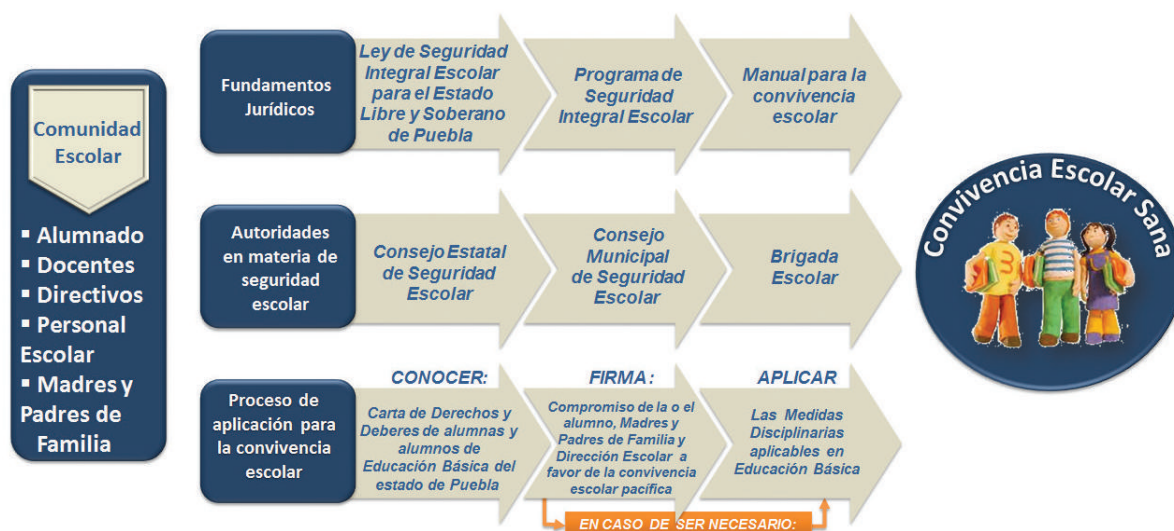 Comunidad
Escolar
▪ Alumnado
▪ Docentes
▪ Directivos
▪ Personal
Escolar
▪ Madres y
Padres de
Familia
Fundamentos
Jurídicos
Ley de Seguridad
Integral Escolar
para el Estado
Libre y Soberano
de Puebla
Programa de
Seguridad
Integral Escolar
Manual para la
convivencia
escolar
Autoridades
en materia de
seguridad
escolar
Consejo Estatal
de Seguridad
Escolar
Consejo
Municipal
de Seguridad
Escolar
Brigada
Escolar
Proceso de
aplicación para
la convivencia
escolar
CONOCER:
Carta de Derechos y
Deberes de alumnas y
alumnos de
Educación Básica del
estado de Puebla
FIRMA:
Compromiso de la o el
alumno, Madres y
Padres de Familia y
Dirección Escolar a
favor de la convivencia
escolar pacífica
APLICAR
Las Medidas
Disciplinarias
aplicables en
Educación Básica
EN CASO DE SER NECESARIO:
Convivencia Escolar Sana